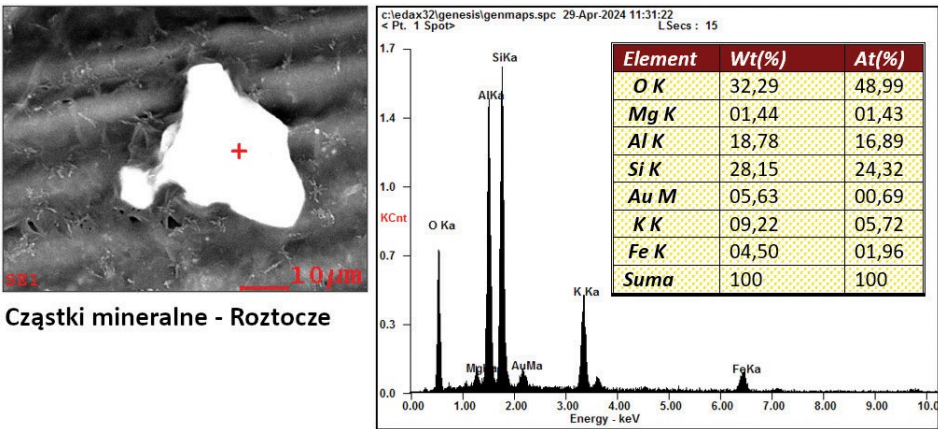 SEI
10µm
Cząstki mineralne - Roztocze
c:\edax32\genesis\genmaps.spc 29-Apr-2024 11:31:22
< Pt. 1 Spot>
LSecs : 15
1.7
1.4
1.0
KCnt
0.7
0.3
0.0
O Ka
AlKa
SiKa
AuMa
K Ka
FeKa
0.00 1.00 2.00 3.00 4.00 5.00 6.00 7.00 8.00 9.00 10.0
Energy - keV
Element Wt(%) At(%)
O K 32,29 48,99
Mg K 01,44 01,43
Al K 18,78 16,89
Si K 28,15 24,32
Au M 05,63 00,69
K K 09,22 05,72
Fe K 04,50 01,96
Suma 100 100